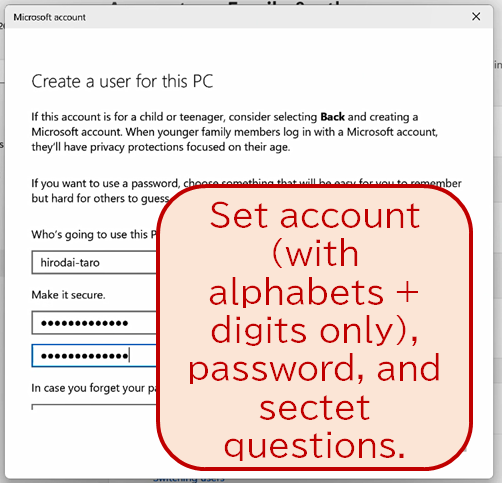 Microsoft account
Create a user for this PC
If this account is for a child or teenager, consider selecting Back and creating a
Microsoft account. When younger family members log in with a Microsoft account,
they'll have privacy protections focused on their age.
If you want to use a password, choose something that will be easy for you to remember
but hard for others to guess
Who's going to use this P
hirodai-taro
Make it secure.
●●●●●●●●●●●●●
●●●●●●●●●●●●●
In case you forget your pa
Set account
(with
alphabets +
digits only),
password, and
sectet
questions.
Switching users